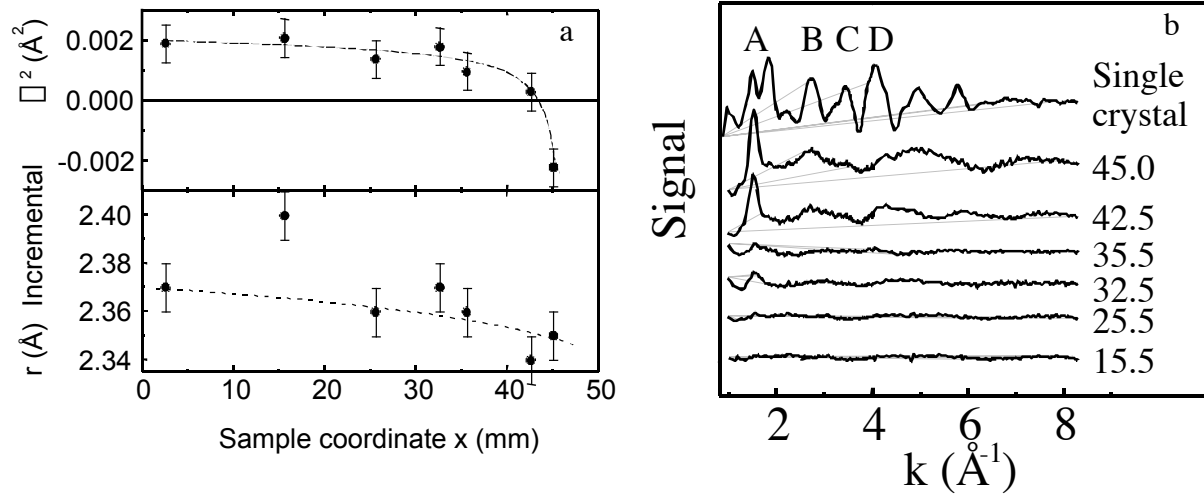 a
0.002
0.000
-0.002
r (Å) Incremental □² (Å²)
2.40
2.38
2.36
2.34
0 10 20 30 40 50
Sample coordinate x (mm)
b
A B C D
Single
crystal
45.0
42.5
35.5
32.5
25.5
15.5
Signal
2 4 6 8
k (Å⁻¹)